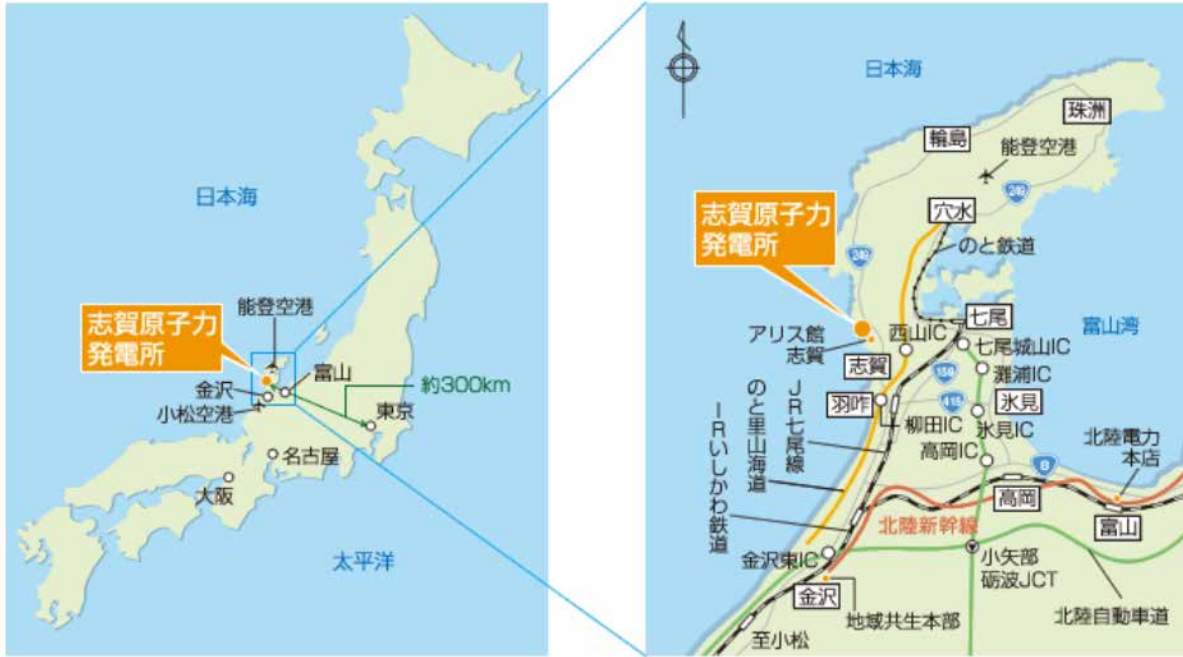 日本海
志賀原子力
発電所
能登空港
富山
金沢
小松空港
約300km
東京
名古屋
大阪
太平洋
日本海
珠洲
輪島
能登空港
249
穴水
のと鉄道
志賀原子力
発電所
249
七尾
富山湾
アリス館
志賀
西山IC
七尾城山IC
志賀
159
灘浦IC
羽咋
415
氷見
柳田IC
氷見IC
JR七尾線
のと里山海道
IRいしかわ鉄道
高岡IC
北陸電力
本店
8
高岡
富山
北陸新幹線
金沢東IC
小矢部
砺波JCT
金沢
地域共生本部
北陸自動車道
至小松